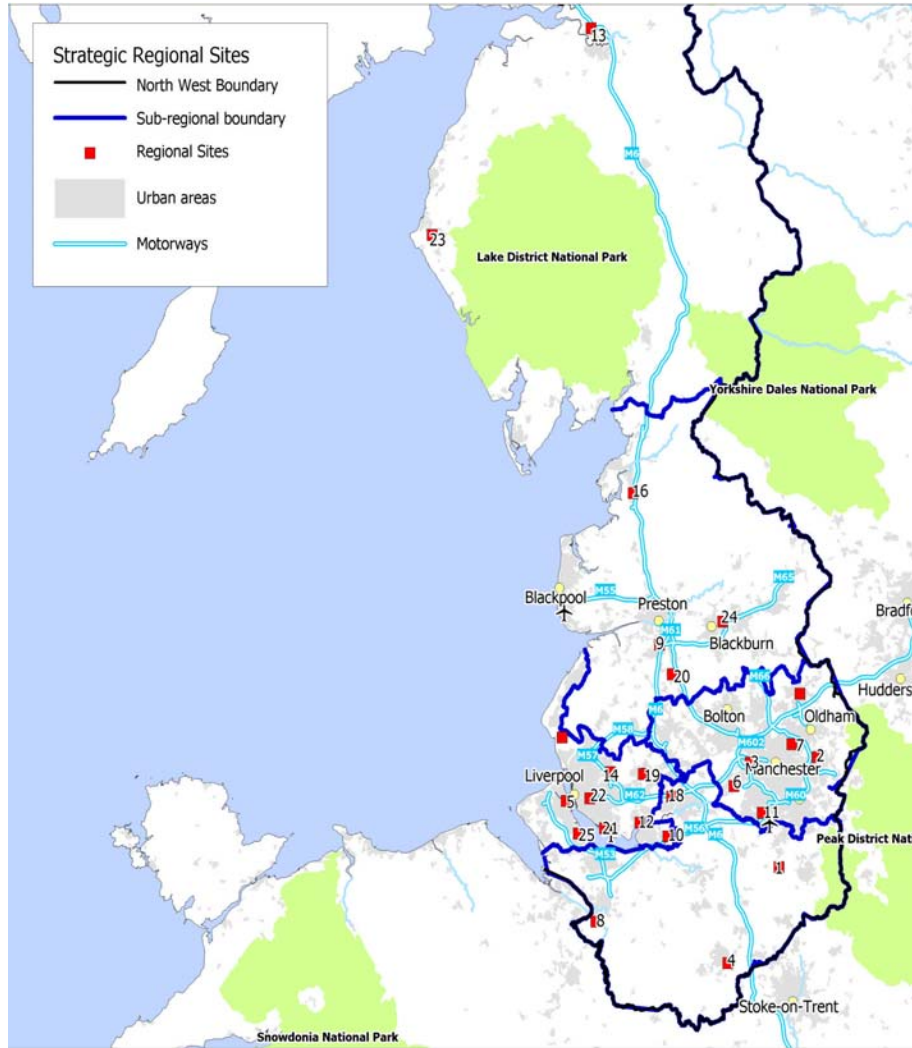 Strategic Regional Sites
North West Boundary
Sub-regional boundary
Regional Sites
Urban areas
Motorways
13
M6
23
Lake District National Park
Yorkshire Dales National Park
16
M55
M65
Blackpool
Preston
24
Bradf
M61
Blackburn
9
20
M66
Hudders
M6
Bolton
Oldham
M58
M602
7
M57
2
3
Manchester
Liverpool
14
19
6
M62
18
M60
5
22
11
12
M56
25
21
10
M6
Peak District Nat
M53
1
8
4
Stoke-on-Trent
Snowdonia National Park